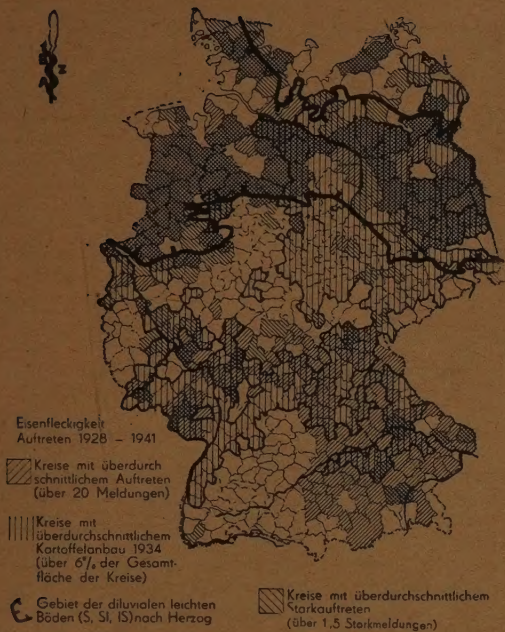 Eisenfleckigkeit
Auftreten 1928 – 1941
Kreise mit überdurch
schnittlichem Auftreten
(über 20 Meldungen)
Kreise mit
überdurchschnittlichem
Kartoffelanbau 1934
(über 6% der Gesamt-
fläche der Kreise)
Gebiet der diluvialen leichten
Böden (S, Sl, lS) nach Herzog
Kreise mit überdurchschnittlichem
Starkauftreten
(über 1,5 Starkmeldungen)